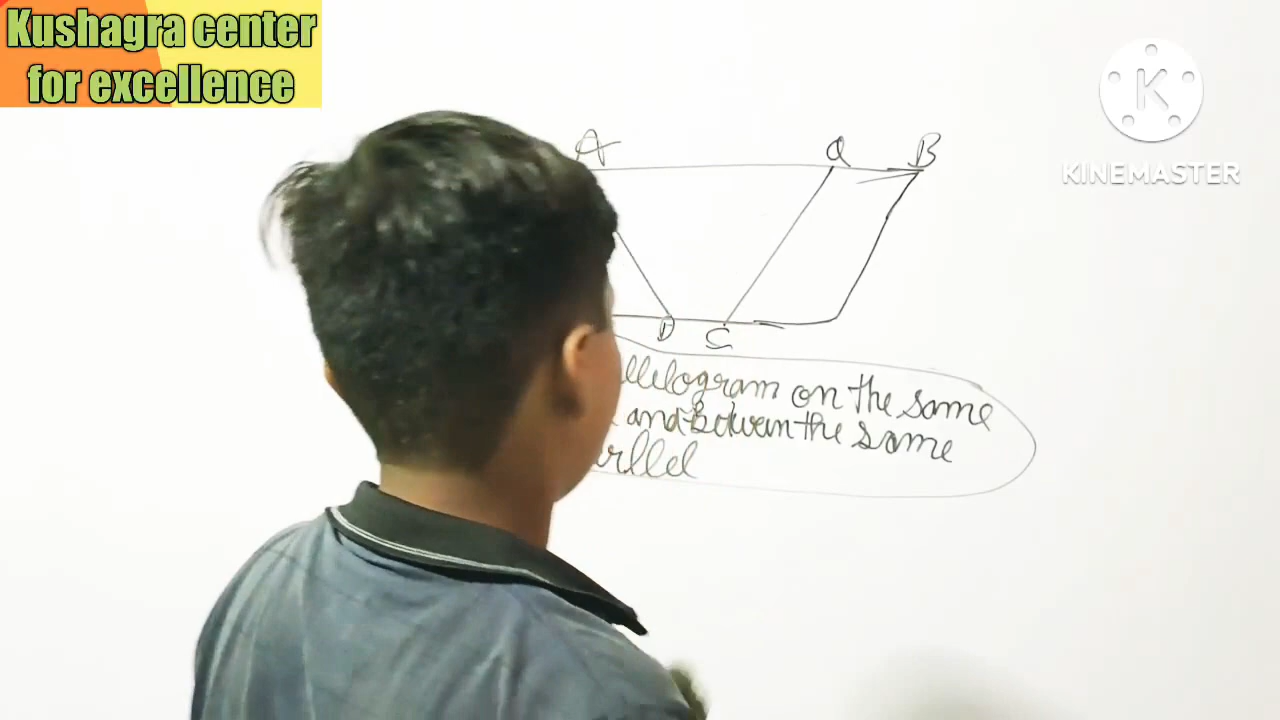 Kushagra center
for excellence
K
KINEMASTER
A Q B
D C
llelogram on the same
and Between the same
rllel